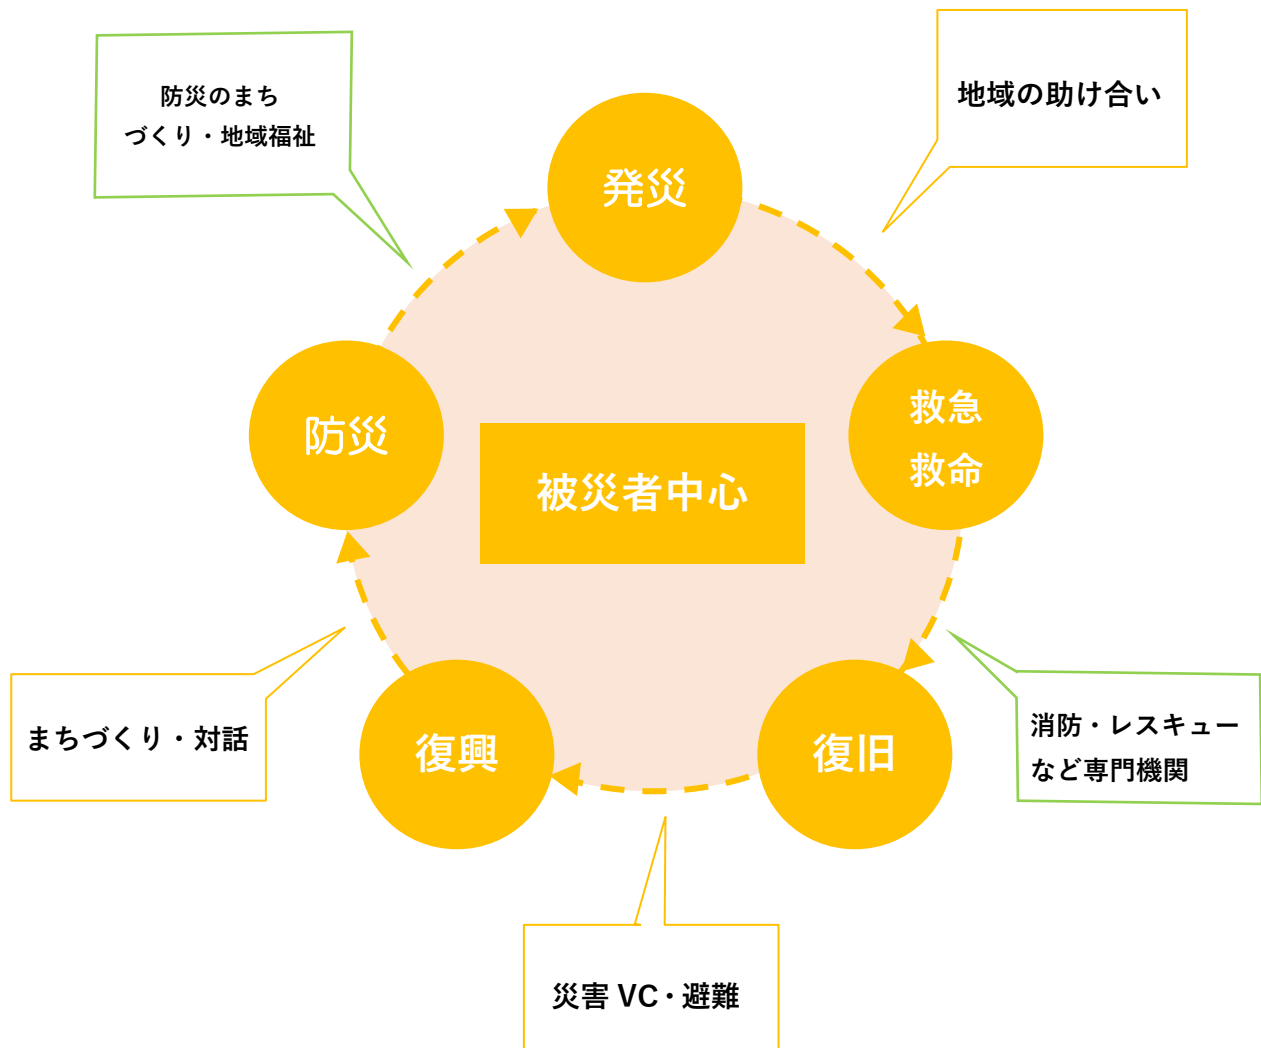 防災のまち
づくり・地域福祉
地域の助け合い
発災
防災
救急
救命
被災者中心
まちづくり・対話
復興
復旧
消防・レスキュー
など専門機関
災害 VC・避難